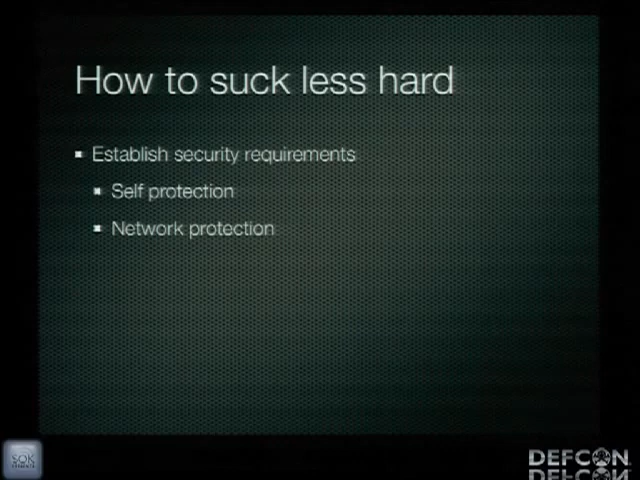 How to suck less hard
Establish security requirements
Self protection
Network protection
SOK
DEFCON